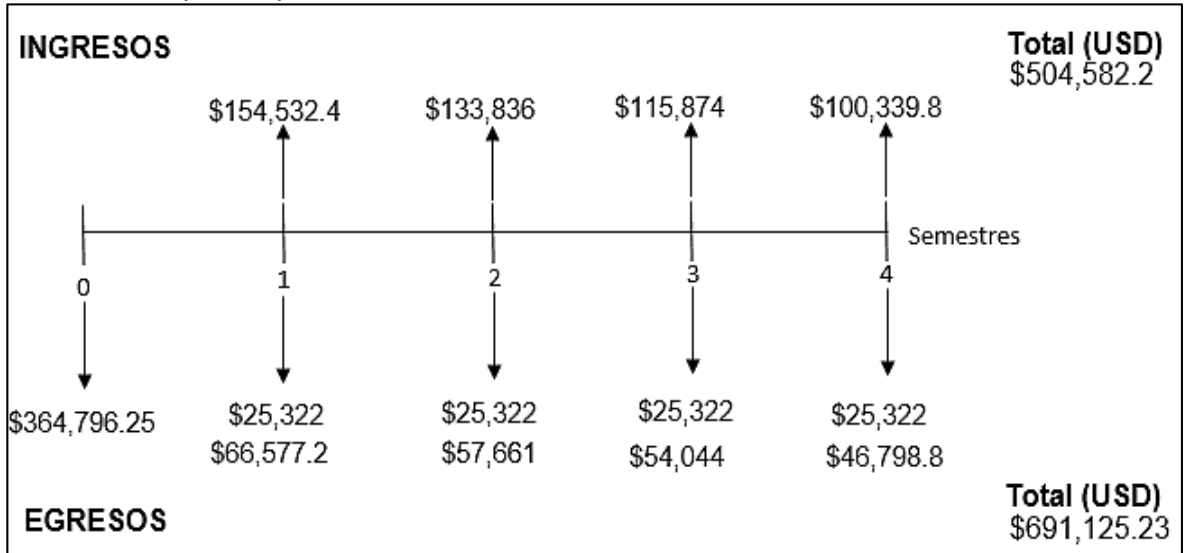 INGRESOS
Total (USD)
$504,582.2
$154,532.4 $133,836 $115,874 $100,339.8
Semestres
0 1 2 3 4
$364,796.25 $25,322 $25,322 $25,322 $25,322
$66,577.2 $57,661 $54,044 $46,798.8
EGRESOS
Total (USD)
$691,125.23